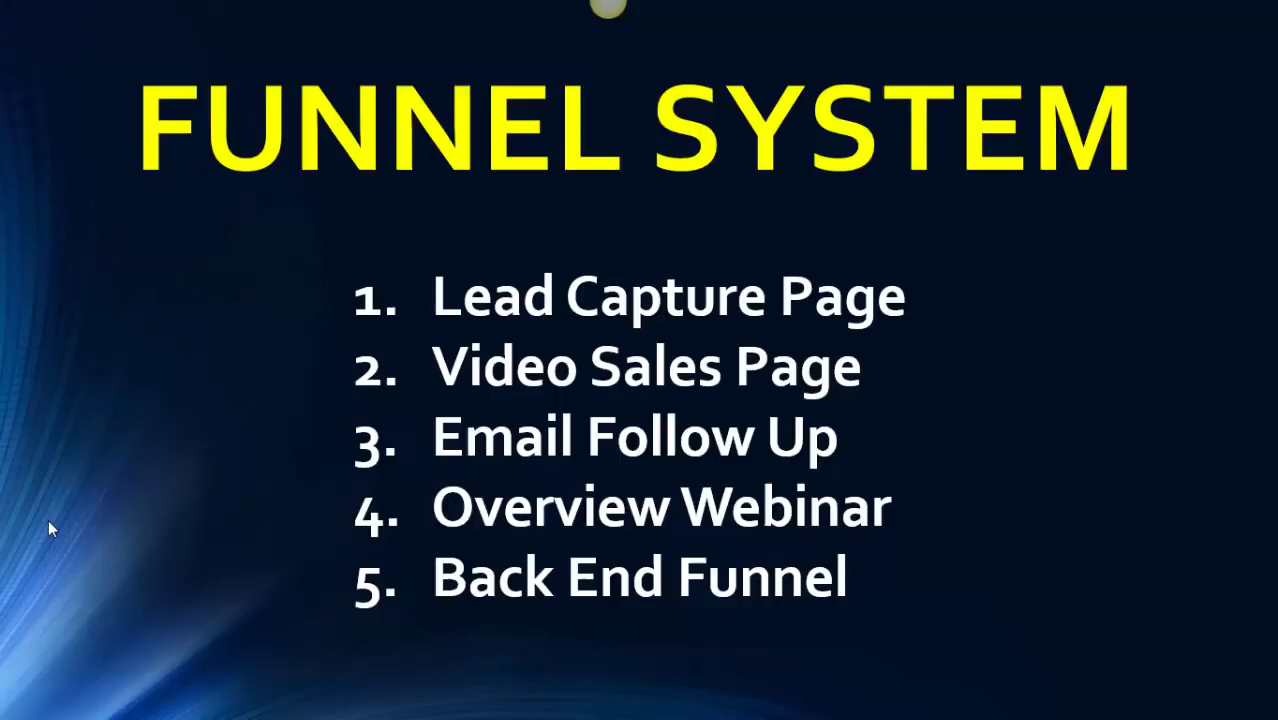 FUNNEL SYSTEM
1. Lead Capture Page
2. Video Sales Page
3. Email Follow Up
4. Overview Webinar
5. Back End Funnel